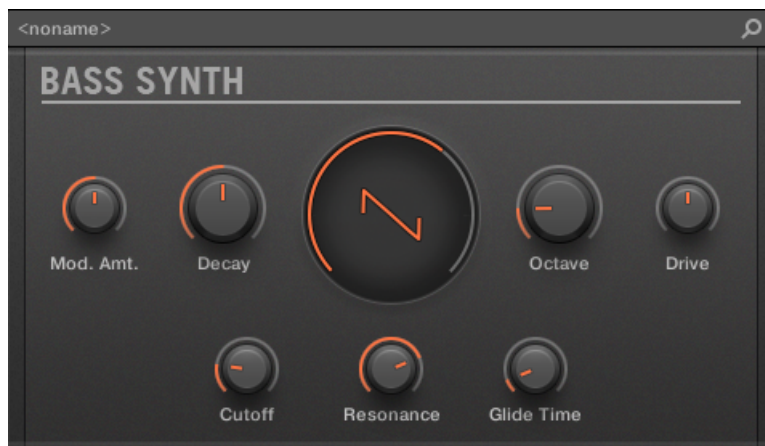 <noname>
BASS SYNTH
Mod. Amt.
Decay
Octave
Drive
Cutoff
Resonance
Glide Time